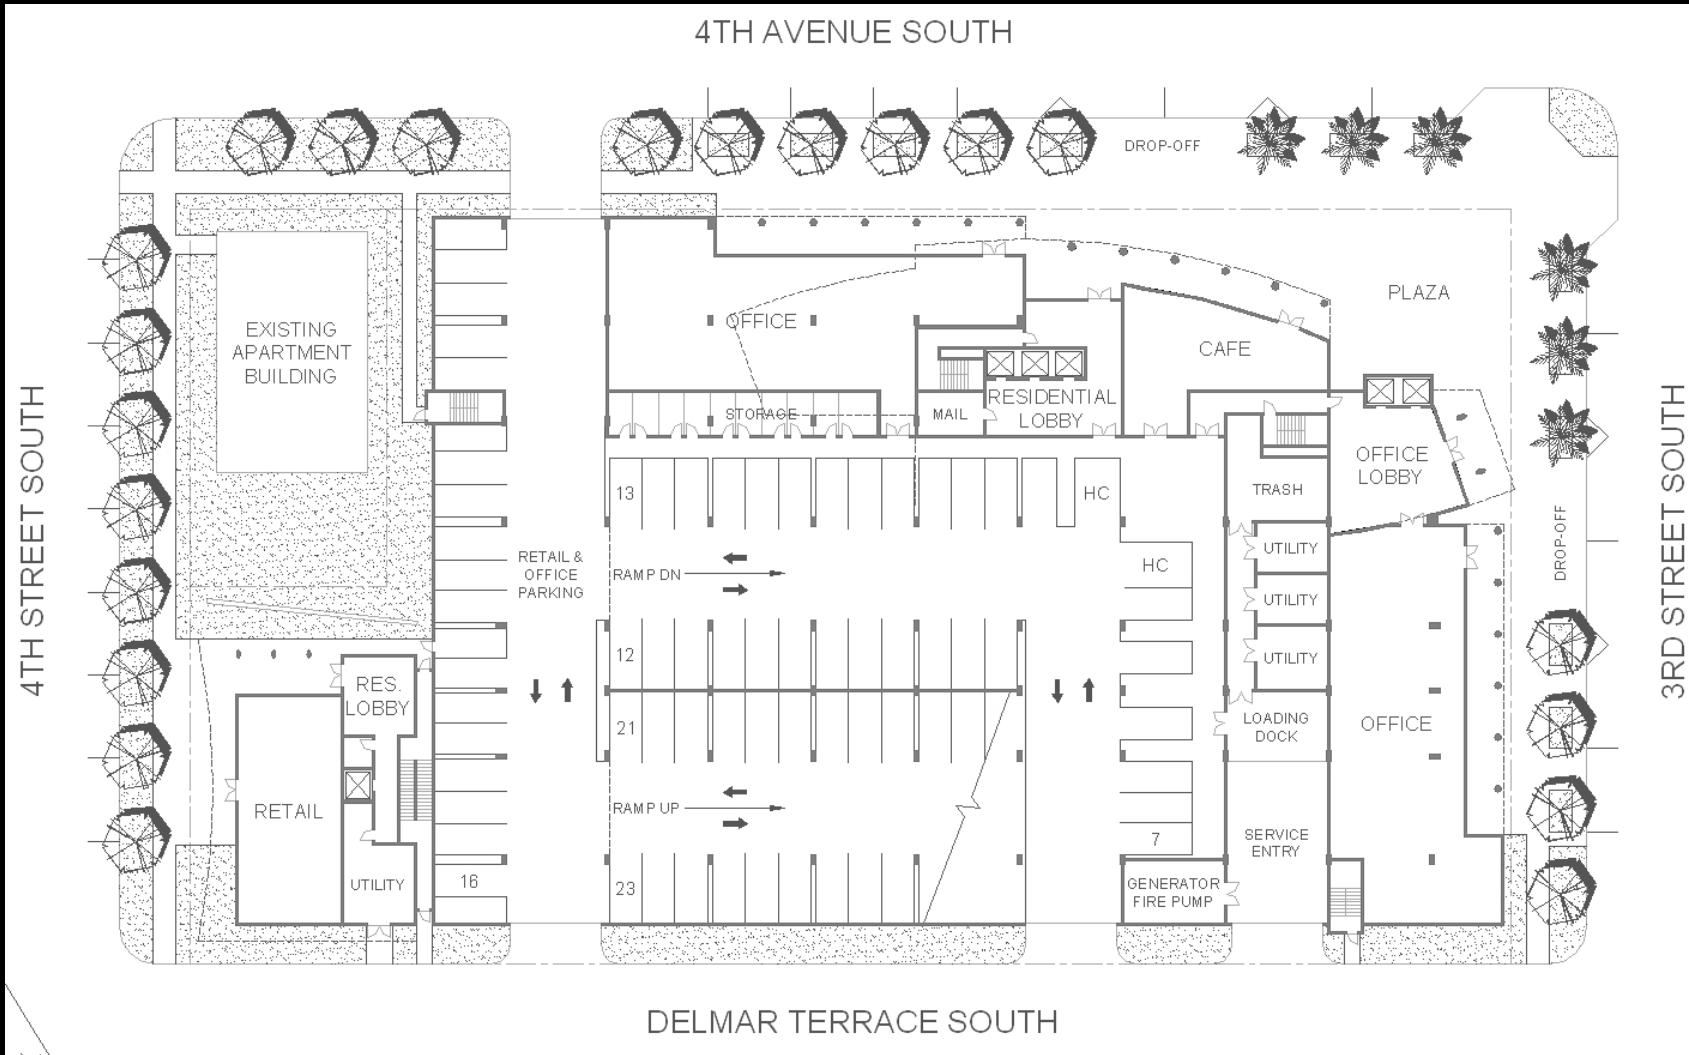 4TH AVENUE SOUTH
DROP-OFF
PLAZA
EXISTING
APARTMENT
BUILDING
OFFICE
CAFE
STORAGE
MAIL
RESIDENTIAL
LOBBY
OFFICE
LOBBY
4TH STREET SOUTH
3RD STREET SOUTH
13
HC
TRASH
DROP-OFF
RETAIL &
OFFICE
PARKING
RAMP DN
HC
UTILITY
UTILITY
12
UTILITY
RES.
LOBBY
21
LOADING
DOCK
OFFICE
RETAIL
RAMP UP
7
SERVICE
ENTRY
UTILITY
16
23
GENERATOR
FIRE PUMP
DELMAR TERRACE SOUTH